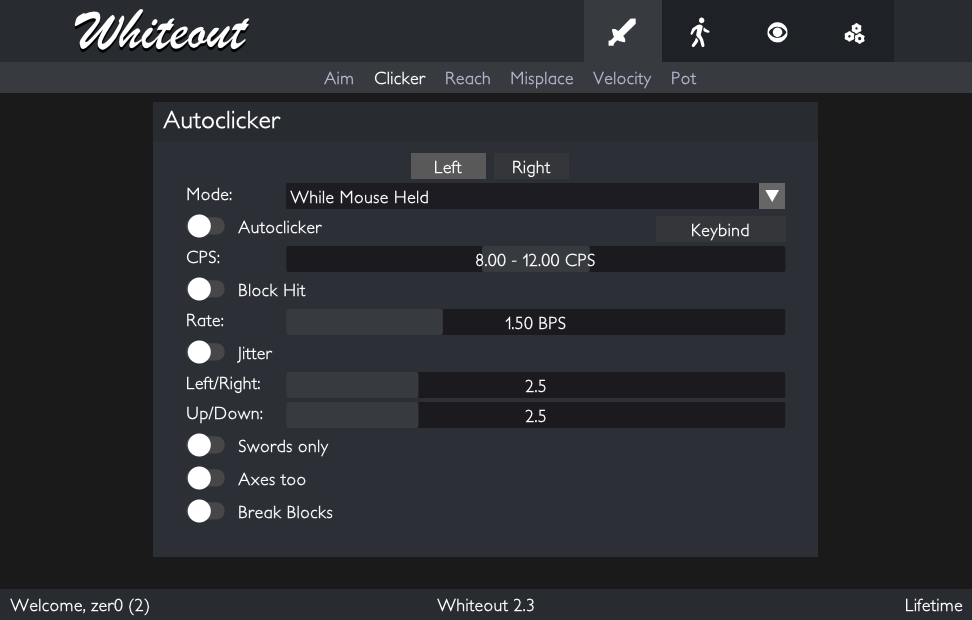 Whiteout
Aim Clicker Reach Misplace Velocity Pot
Autoclicker
Left Right
Mode: While Mouse Held
Autoclicker Keybind
CPS: 8.00 - 12.00 CPS
Block Hit
Rate: 1.50 BPS
Jitter
Left/Right: 2.5
Up/Down: 2.5
Swords only
Axes too
Break Blocks
Welcome, zer0 (2) Whiteout 2.3 Lifetime